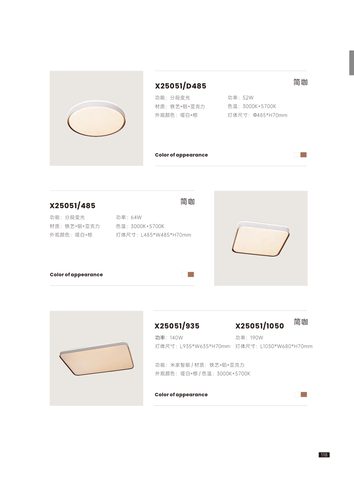 简咖
X25051/D485
功能：分段变光
功率：52W
材质：铁艺+铝+亚克力
色温：3000K+5700K
外观颜色：瑞白+棕
灯体尺寸：Φ485*H70mm
Color of appearance
简咖
X25051/485
功能：分段变光
功率：64W
材质：铁艺+铝+亚克力
色温：3000K+5700K
外观颜色：瑞白+棕
灯体尺寸：L485*W485*H70mm
Color of appearance
简咖
X25051/935
X25051/1050
功率：140W
功率：190W
灯体尺寸：L935*W635*H70mm
灯体尺寸：L1030*W680*H70mm
功能：米家智能/材质：铁艺+铝+亚克力
外观颜色：瑞白+棕/色温：3000K+5700K
Color of appearance